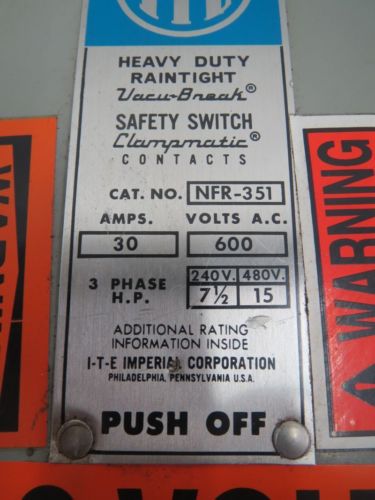 HEAVY DUTY
RAINTIGHT
Vacu-Break®
SAFETY SWITCH
Clampmatic®
CONTACTS
CAT. NO. NFR-351
AMPS. VOLTS A.C.
30 600
240V. 480V.
3 PHASE
H.P. 7½ 15
ADDITIONAL RATING
INFORMATION INSIDE
I-T-E IMPERIAL CORPORATION
PHILADELPHIA, PENNSYLVANIA U.S.A.
PUSH OFF
WARNING